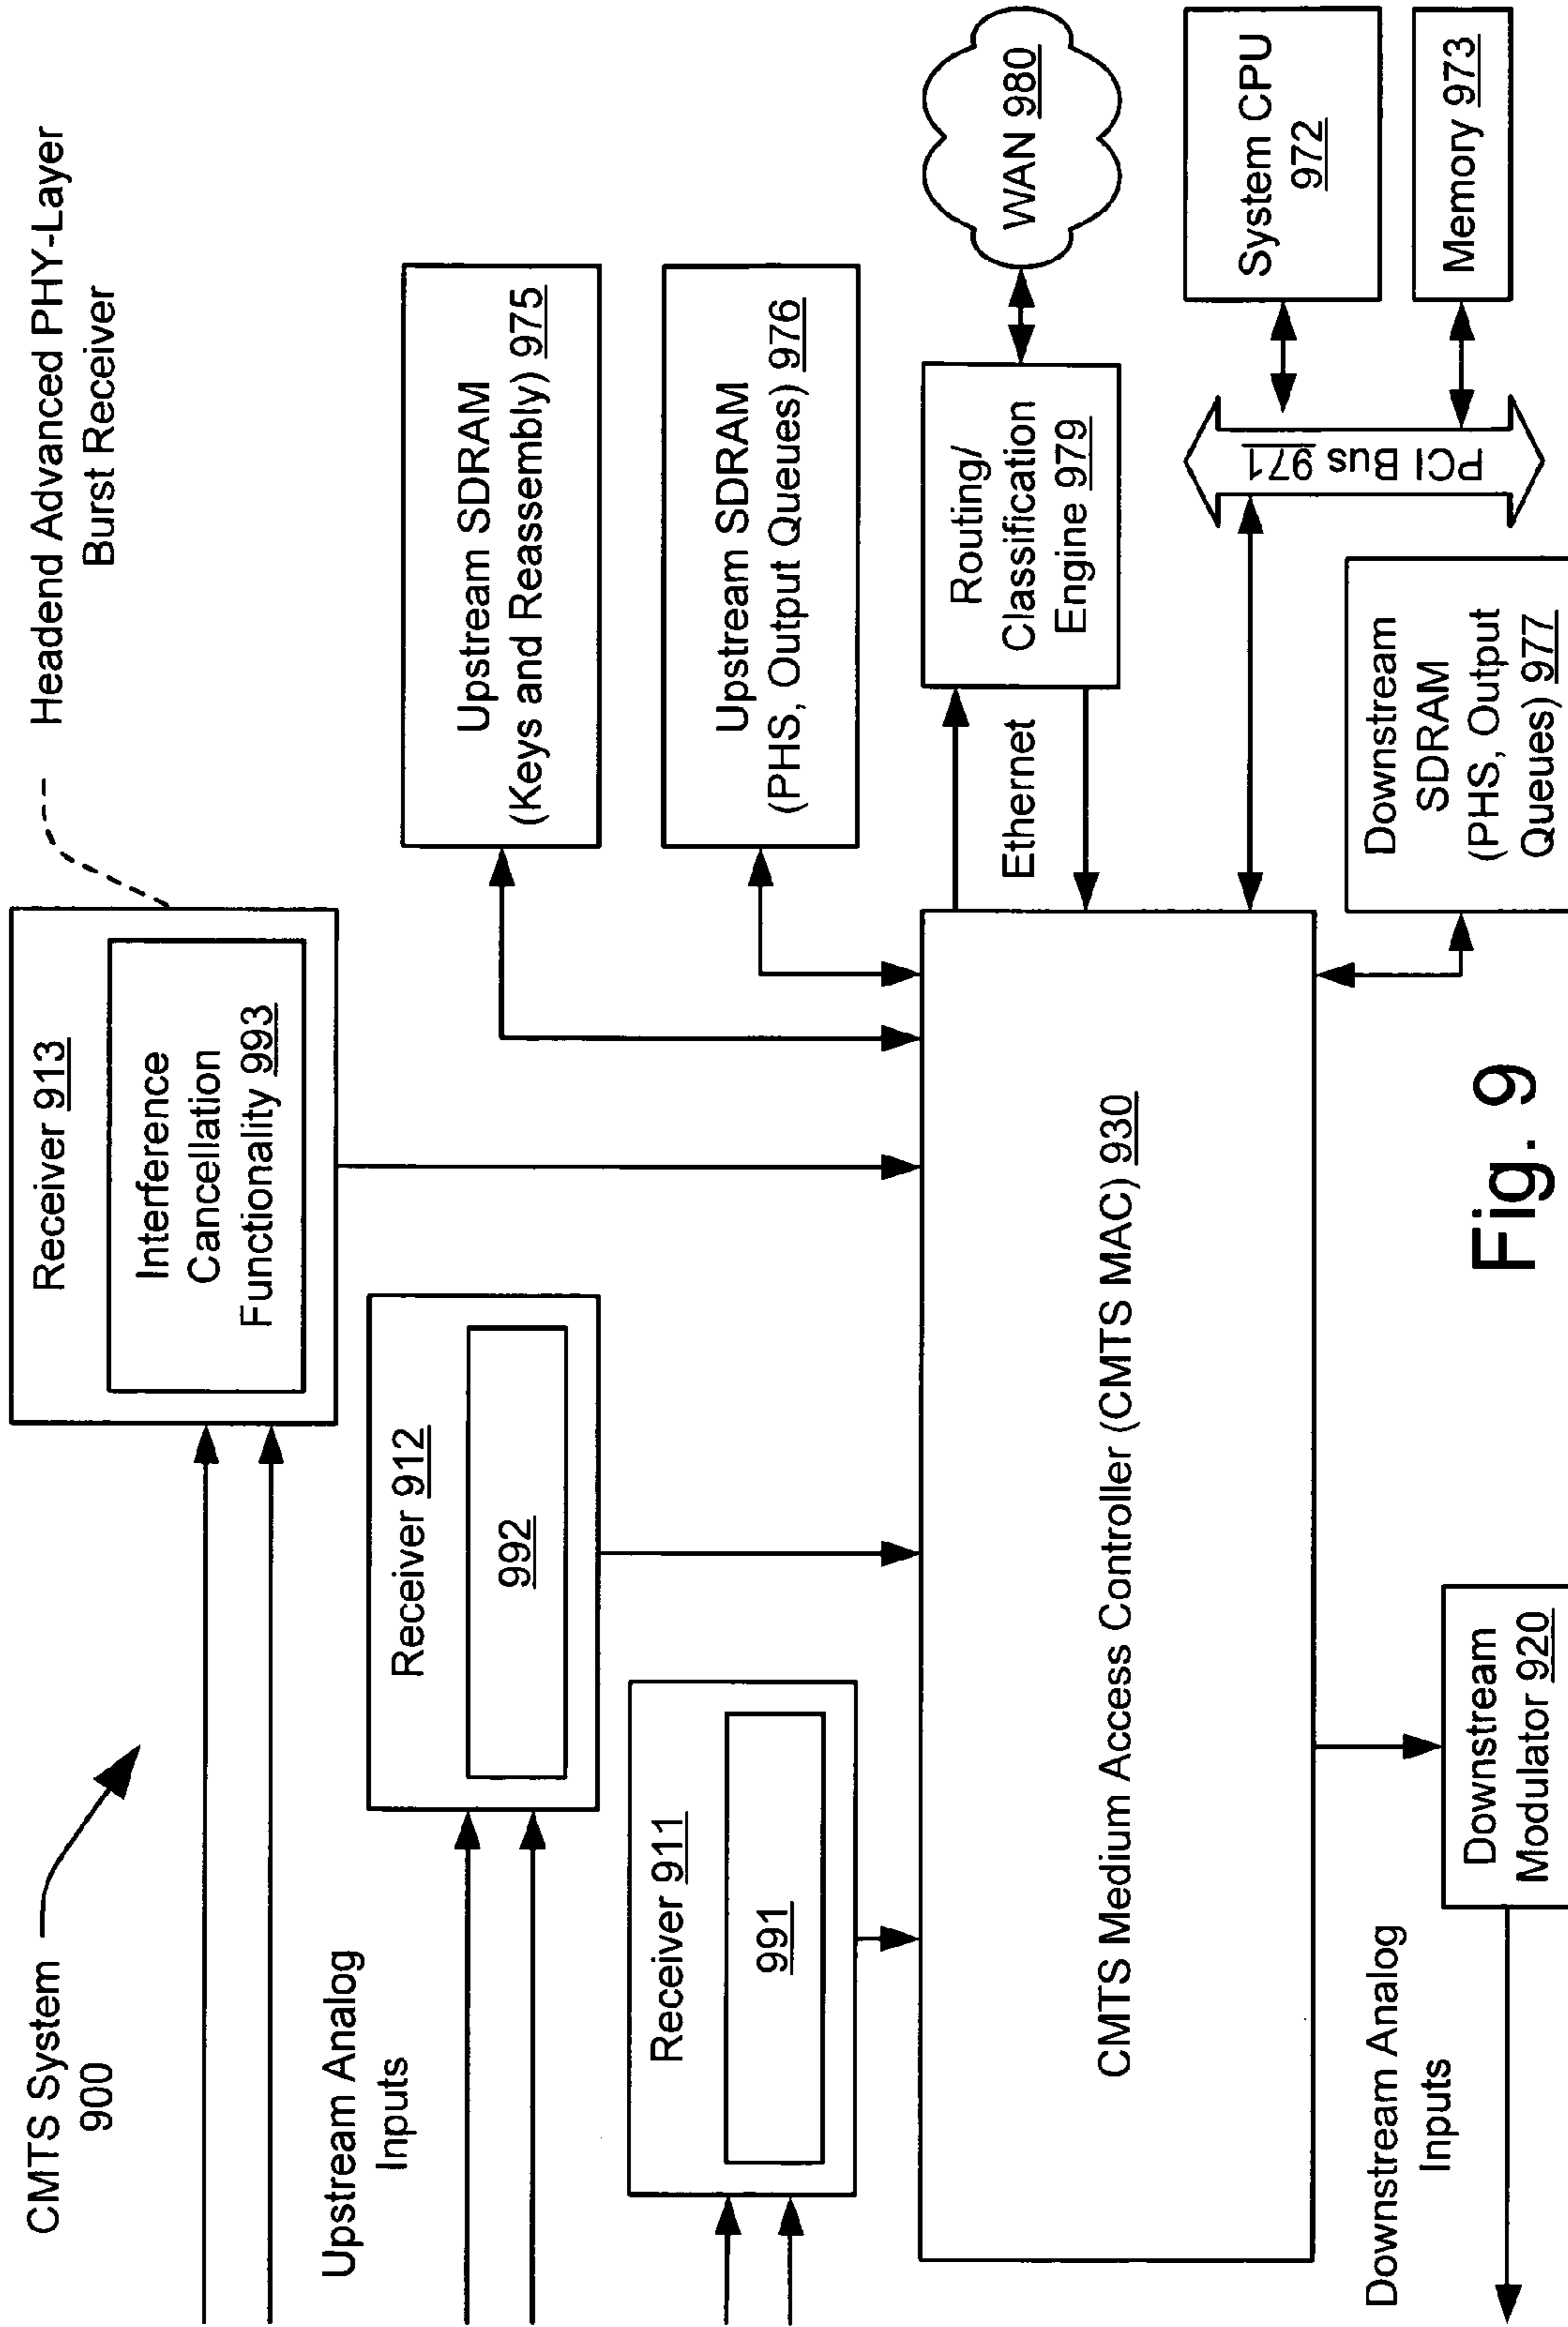 CMTS System
900
Headend Advanced PHY-Layer
Burst Receiver
Receiver 913
Interference
Cancellation
Functionality 993
Upstream Analog
Inputs
Receiver 912
992
Receiver 911
991
Upstream SDRAM
(Keys and Reassembly) 975
Upstream SDRAM
(PHS, Output Queues) 976
CMTS Medium Access Controller (CMTS MAC) 930
Ethernet
Routing/
Classification
Engine 979
WAN 980
PCI Bus 971
System CPU
972
Memory 973
Downstream
SDRAM
(PHS, Output
Queues) 977
Downstream Analog
Inputs
Downstream
Modulator 920
Fig. 9